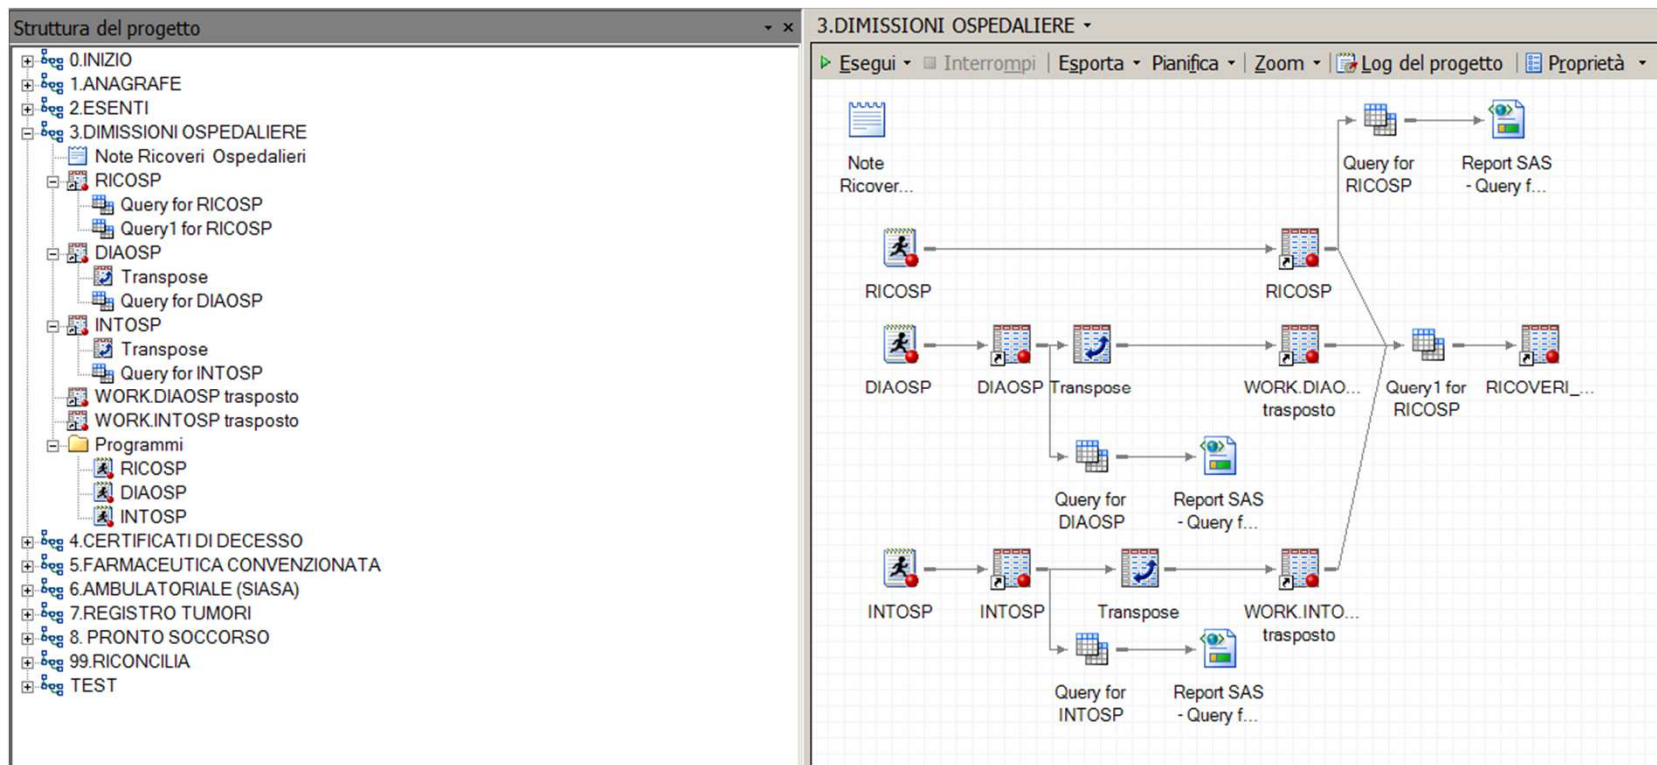 Struttura del progetto
0.INIZIO
1.ANAGRAFE
2.ESENTI
3.DIMISSIONI OSPEDALIERE
Note Ricoveri Ospedalieri
RICOSP
Query for RICOSP
Query1 for RICOSP
DIAOSP
Transpose
Query for DIAOSP
INTOSP
Transpose
Query for INTOSP
WORK.DIAOSP trasposto
WORK.INTOSP trasposto
Programmi
RICOSP
DIAOSP
INTOSP
4.CERTIFICATI DI DECESSO
5.FARMACEUTICA CONVENZIONATA
6.AMBULATORIALE (SIASA)
7.REGISTRO TUMORI
8. PRONTO SOCCORSO
99.RICONCILIA
TEST
3.DIMISSIONI OSPEDALIERE
Esegui Interrompi Esporta Pianifica Zoom Log del progetto Proprietà
Note
Ricover...
Query for
RICOSP
Report SAS
- Query f...
RICOSP
RICOSP
DIAOSP
DIAOSP
Transpose
WORK.DIAO...
trasposto
Query1 for
RICOSP
RICOVERI_...
Query for
DIAOSP
Report SAS
- Query f...
INTOSP
INTOSP
Transpose
WORK.INTO...
trasposto
Query for
INTOSP
Report SAS
- Query f...